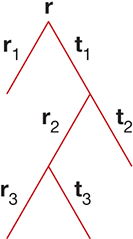 r
r₁ t₁
r₂ t₂
r₃ t₃